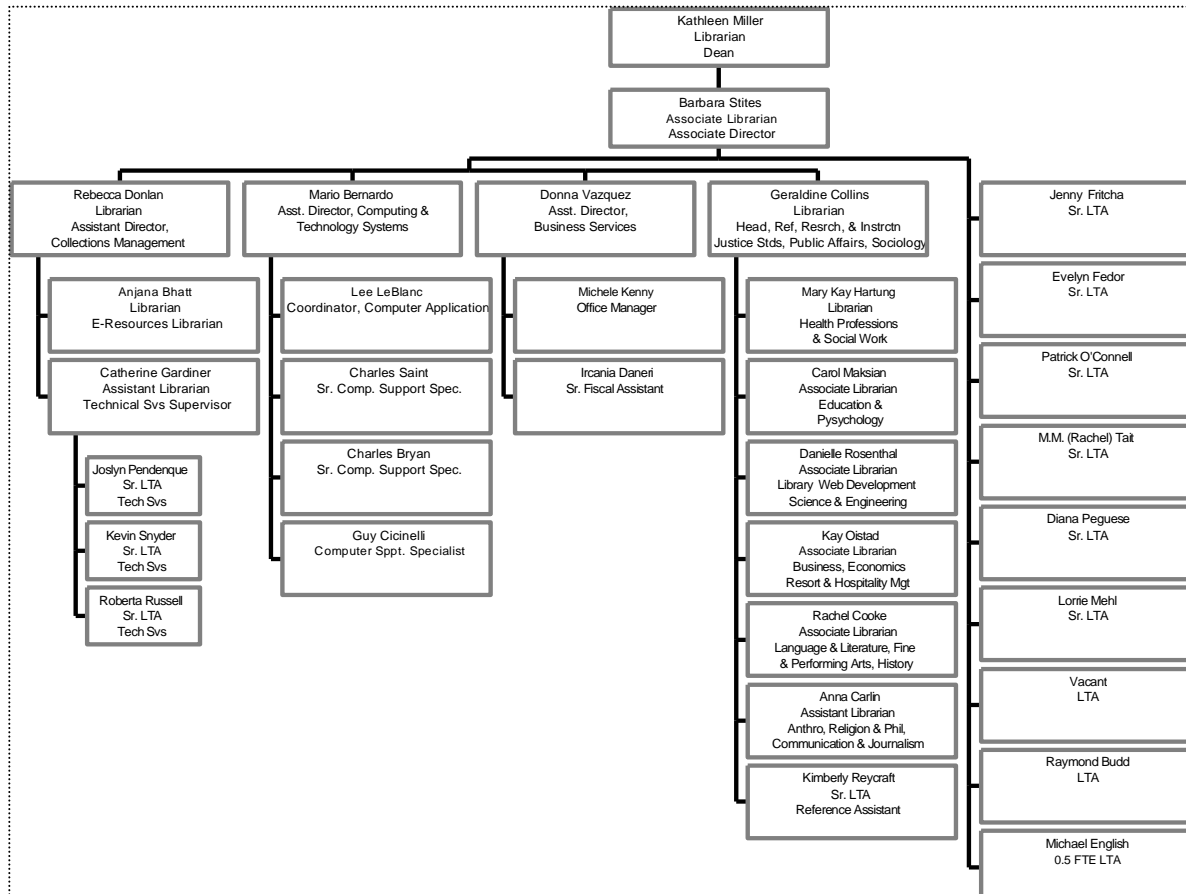 Kathleen Miller
Librarian
Dean
Barbara Stites
Associate Librarian
Associate Director
Rebecca Donlan
Librarian
Assistant Director,
Collections Management
Anjana Bhatt
Librarian
E-Resources Librarian
Catherine Gardiner
Assistant Librarian
Technical Svs Supervisor
Joslyn Pendenque
Sr. LTA
Tech Svs
Kevin Snyder
Sr. LTA
Tech Svs
Roberta Russell
Sr. LTA
Tech Svs
Mario Bernardo
Asst. Director, Computing &
Technology Systems
Lee LeBlanc
Coordinator, Computer Application
Charles Saint
Sr. Comp. Support Spec.
Charles Bryan
Sr. Comp. Support Spec.
Guy Cicinelli
Computer Sppt. Specialist
Donna Vazquez
Asst. Director,
Business Services
Michele Kenny
Office Manager
Ircania Daneri
Sr. Fiscal Assistant
Geraldine Collins
Librarian
Head, Ref, Resrch, & Instrctn
Justice Stds, Public Affairs, Sociology
Mary Kay Hartung
Librarian
Health Professions
& Social Work
Carol Maksian
Associate Librarian
Education &
Pysychology
Danielle Rosenthal
Associate Librarian
Library Web Development
Science & Engineering
Kay Oistad
Associate Librarian
Business, Economics
Resort & Hospitality Mgt
Rachel Cooke
Associate Librarian
Language & Literature, Fine
& Performing Arts, History
Anna Carlin
Assistant Librarian
Anthro, Religion & Phil,
Communication & Journalism
Kimberly Reycraft
Sr. LTA
Reference Assistant
Jenny Fritcha
Sr. LTA
Evelyn Fedor
Sr. LTA
Patrick O'Connell
Sr. LTA
M.M. (Rachel) Tait
Sr. LTA
Diana Peguese
Sr. LTA
Lorrie Mehl
Sr. LTA
Vacant
LTA
Raymond Budd
LTA
Michael English
0.5 FTE LTA